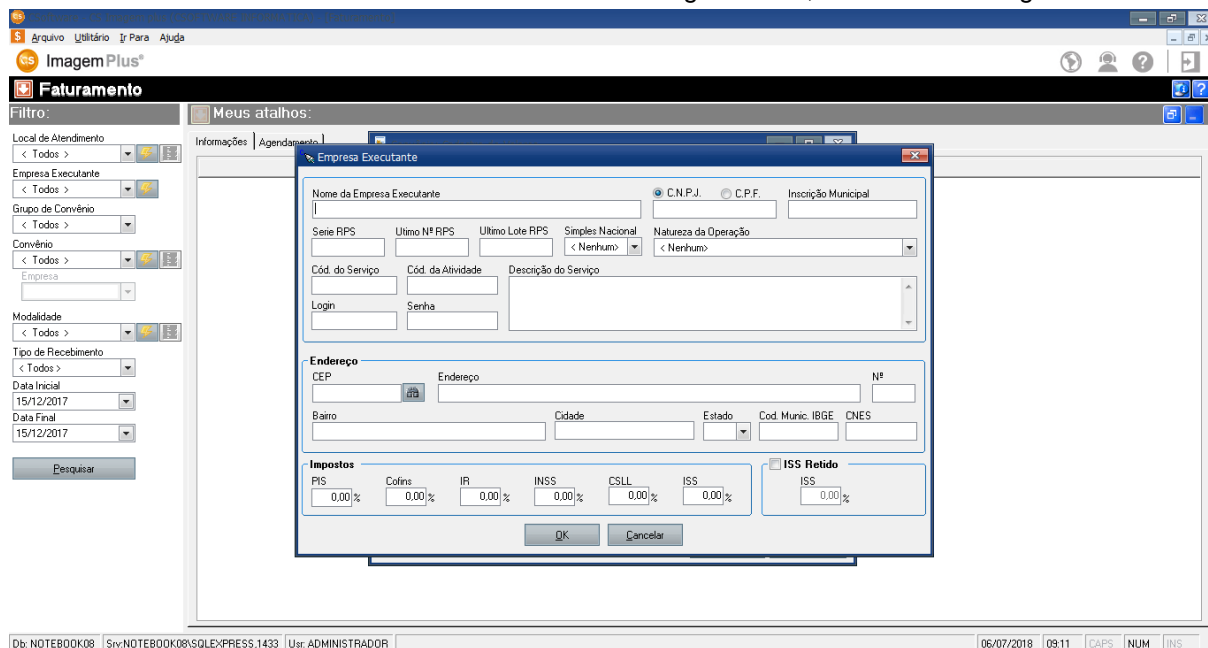 Arquivo Utilitário Ir Para Ajuda
ImagemPlus®
Faturamento
Filtro:
Meus atalhos:
Local de Atendimento
< Todos >
Empresa Executante
< Todos >
Grupo de Convênio
< Todos >
Convênio
< Todos >
Empresa
Modalidade
< Todos >
Tipo de Recebimento
< Todos >
Data Inicial
15/12/2017
Data Final
15/12/2017
Pesquisar
Informações Agendamento
Empresa Executante
Nome da Empresa Executante C.N.P.J. C.P.F. Inscrição Municipal
Serie RPS Utimo Nº RPS Ultimo Lote RPS Simples Nacional Natureza da Operação
< Nenhum> < Nenhum>
Cód. do Serviço Cód. da Atividade Descrição do Serviço
Login Senha
Endereço
CEP Endereço Nº
Bairro Cidade Estado Cod. Munic. IBGE CNES
Impostos
PIS Cofins IR INSS CSLL ISS
0,00 % 0,00 % 0,00 % 0,00 % 0,00 % 0,00 %
ISS Retido
ISS
0,00 %
OK Cancelar
Db: NOTEBOOK08 Srv:NOTEBOOK08\SQLEXPRESS,1433 Usr: ADMINISTRADOR 06/07/2018 09:11 CAPS NUM INS